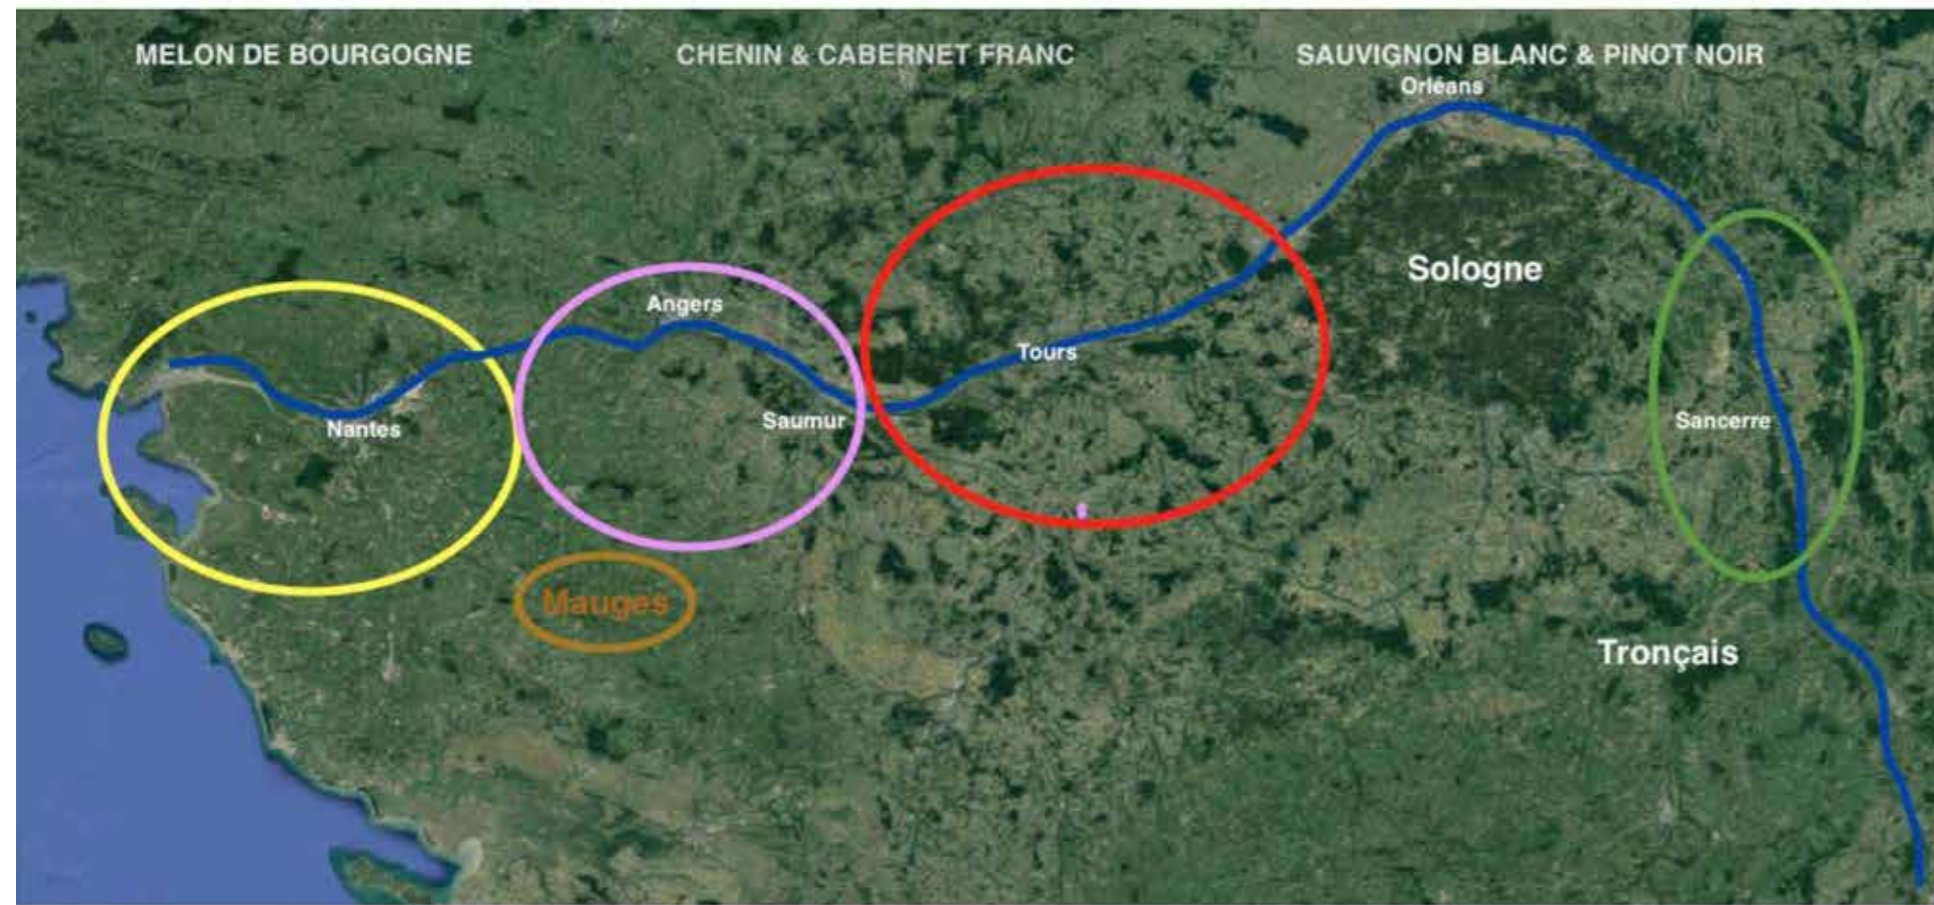 MELON DE BOURGOGNE
CHENIN & CABERNET FRANC
SAUVIGNON BLANC & PINOT NOIR
Orléans
Sologne
Angers
Tours
Nantes
Saumur
Sancerre
Mauges
Tronçais